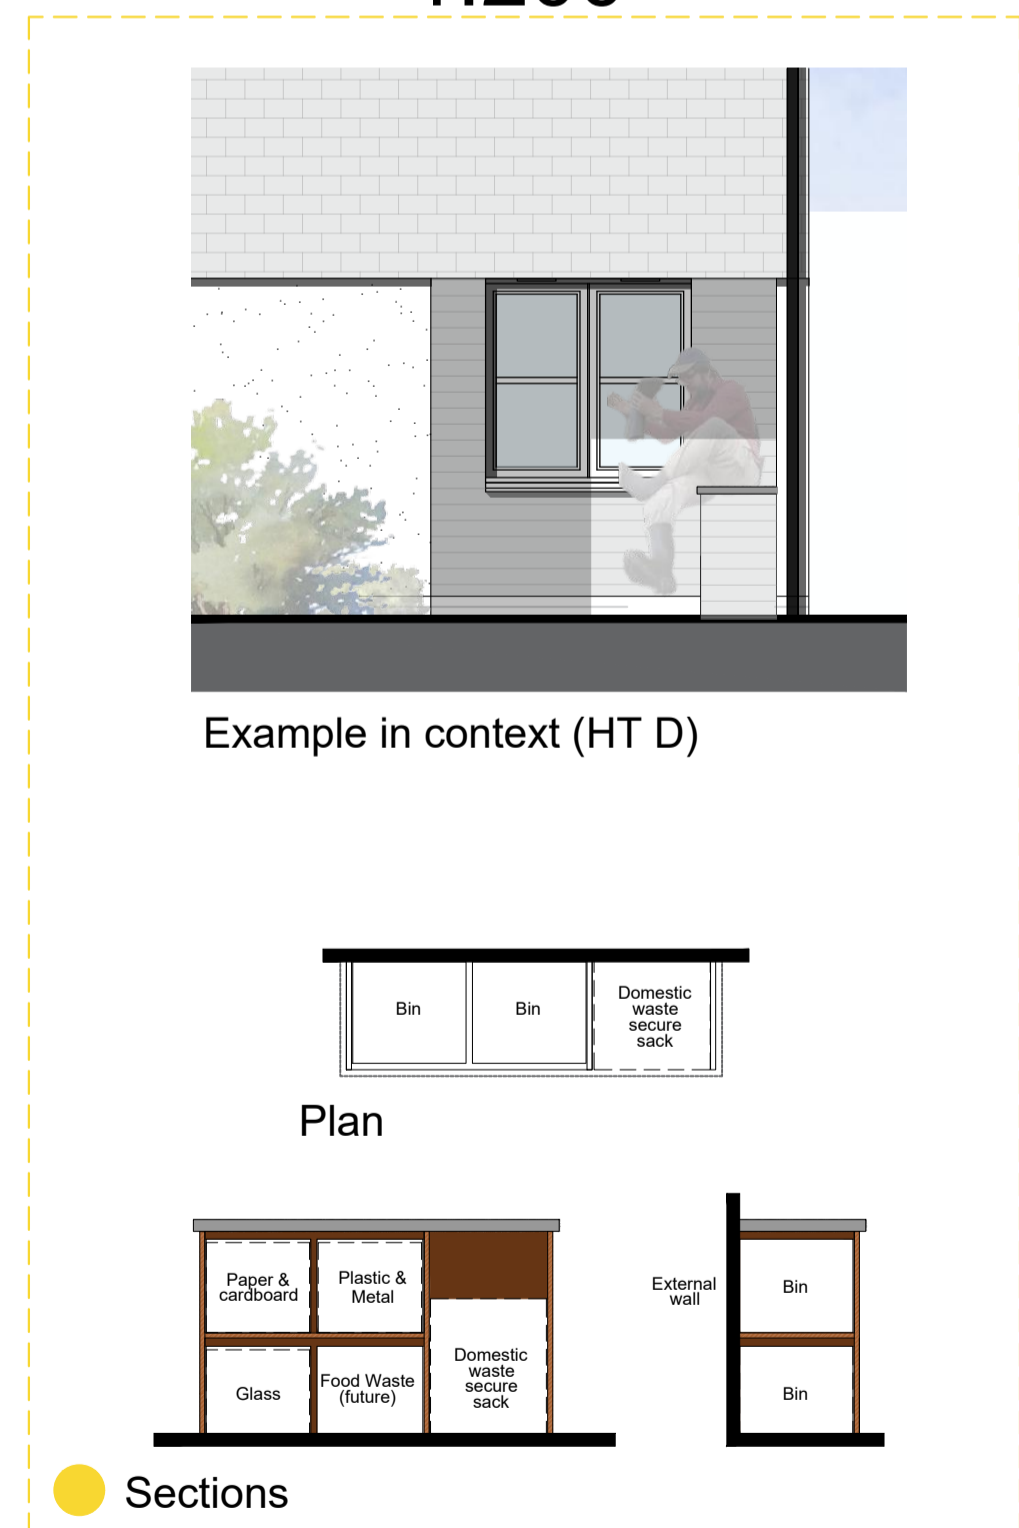 Example in context (HT D)
Bin
Bin
Domestic
waste
secure
sack
Plan
Paper &
cardboard
Plastic &
Metal
Glass
Food Waste
(future)
Domestic
waste
secure
sack
External
wall
Bin
Bin
Sections